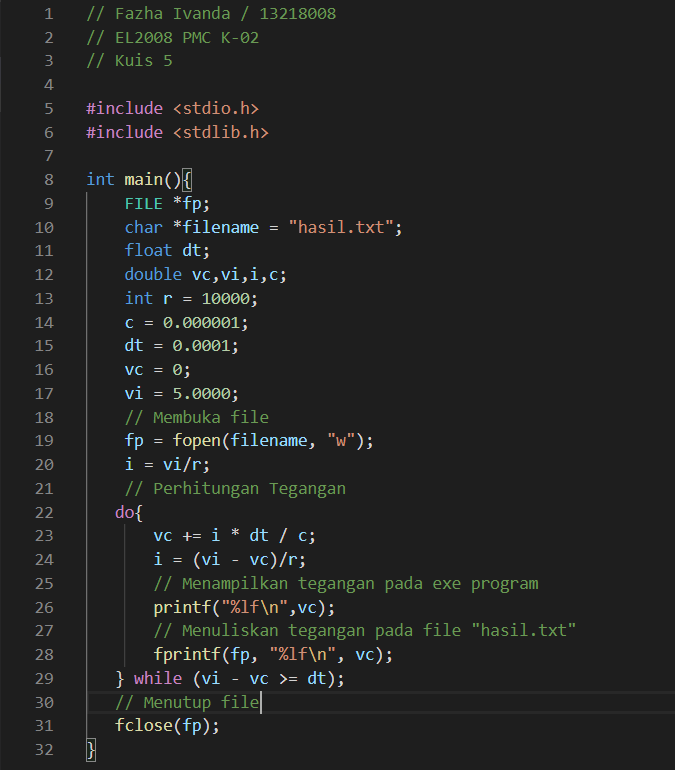 1 // Fazha Ivanda / 13218008
2 // EL2008 PMC K-02
3 // Kuis 5
4
5 #include <stdio.h>
6 #include <stdlib.h>
7
8 int main(){
9     FILE *fp;
10     char *filename = "hasil.txt";
11     float dt;
12     double vc,vi,i,c;
13     int r = 10000;
14     c = 0.000001;
15     dt = 0.0001;
16     vc = 0;
17     vi = 5.0000;
18     // Membuka file
19     fp = fopen(filename, "w");
20     i = vi/r;
21     // Perhitungan Tegangan
22    do{
23        vc += i * dt / c;
24        i = (vi - vc)/r;
25        // Menampilkan tegangan pada exe program
26        printf("%lf\n",vc);
27        // Menuliskan tegangan pada file "hasil.txt"
28        fprintf(fp, "%lf\n", vc);
29    } while (vi - vc >= dt);
30    // Menutup file
31    fclose(fp);
32 }